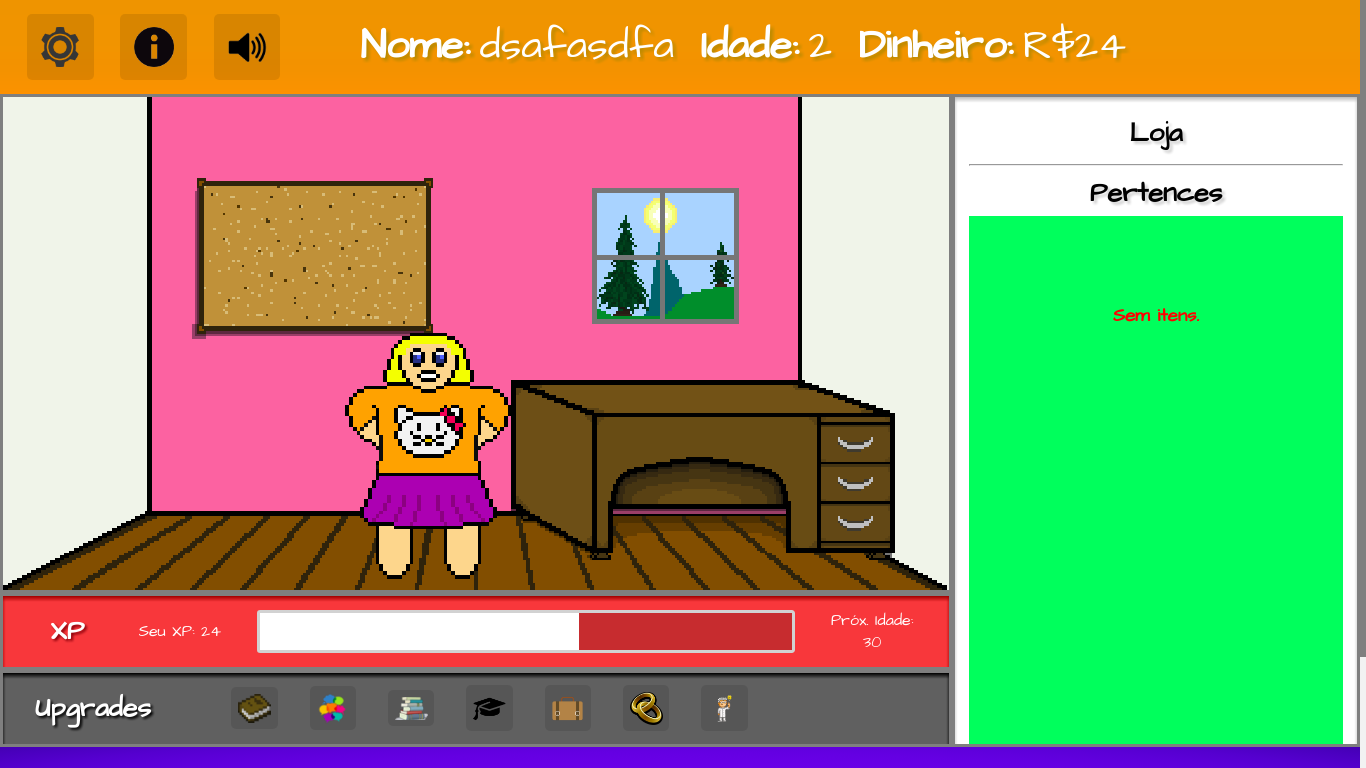 Nome: dsafasdfa Idade: 2 Dinheiro: R$24
Loja
Pertences
Sem itens.
XP
Seu XP: 24
Próx. Idade:
30
Upgrades